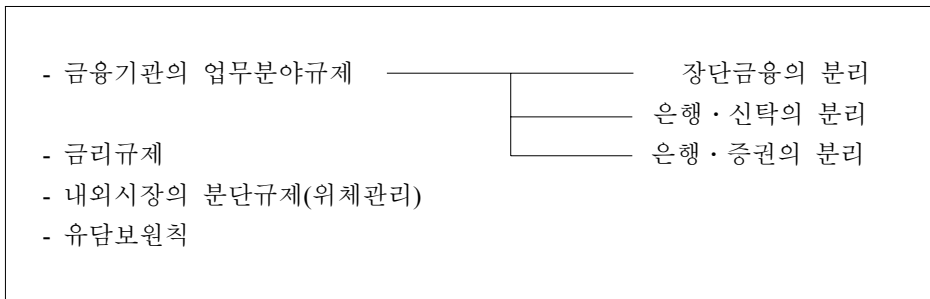 - 금융기관의 업무분야규제 장단금융의 분리
은행·신탁의 분리
- 금리규제 은행·증권의 분리
- 내외시장의 분단규제(위체관리)
- 유담보원칙